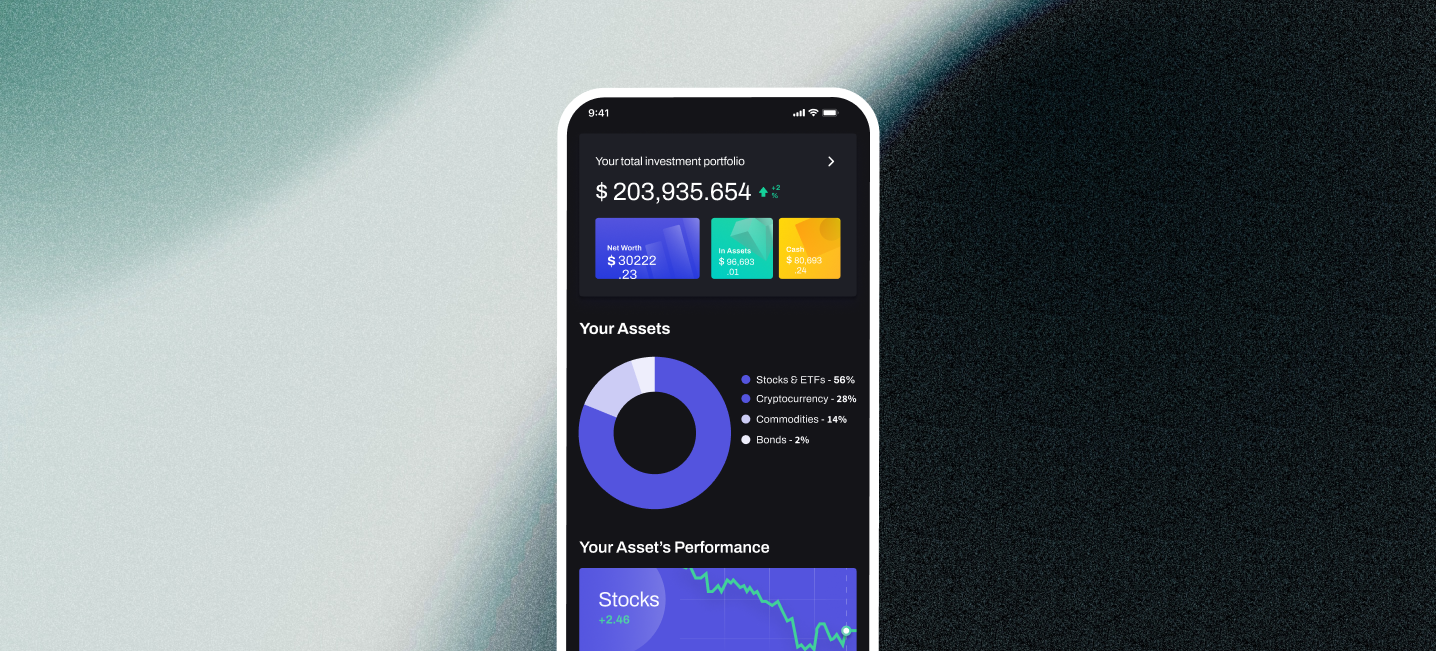 9:41
Your total investment portfolio
$ 203,935.654
+2
%
Net Worth
$ 30222
.23
In Assets
$ 96,693
.01
Cash
$ 80,693
.24
Your Assets
Stocks & ETFs - 56%
Cryptocurrency - 28%
Commodities - 14%
Bonds - 2%
Your Asset’s Performance
Stocks
+2.46